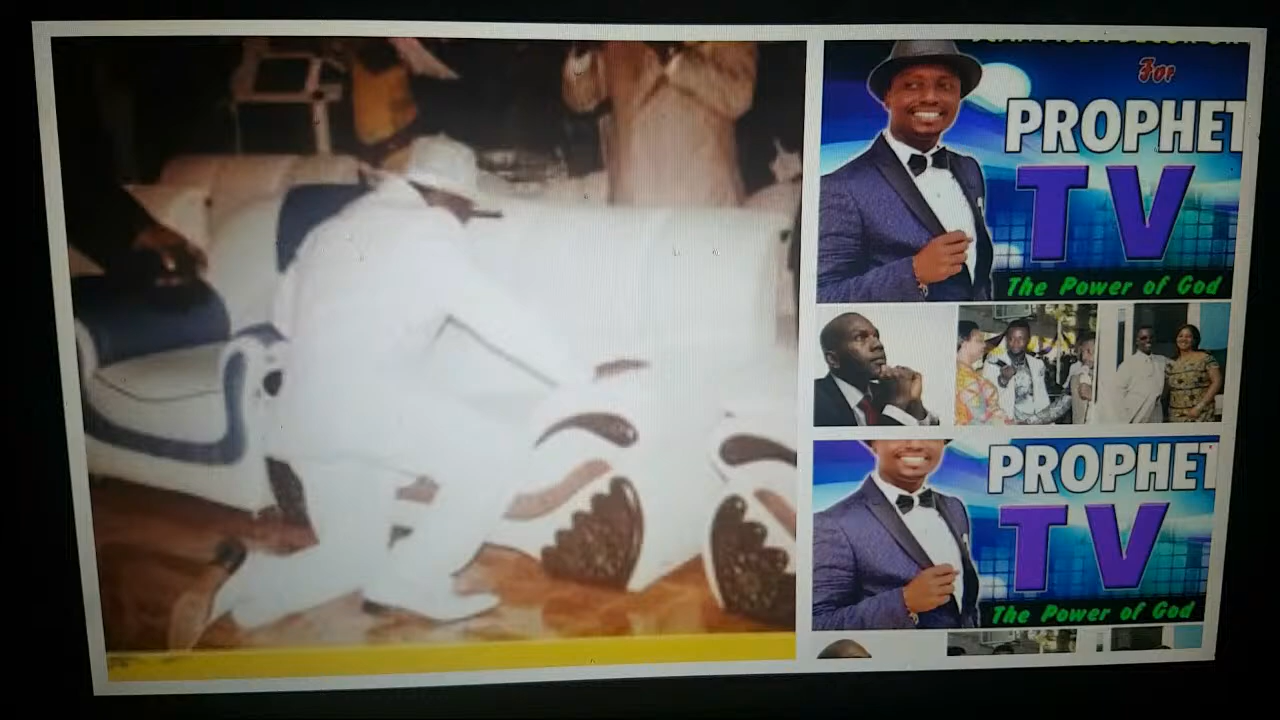 For
PROPHET
TV
The Power of God
PROPHET
TV
The Power of God